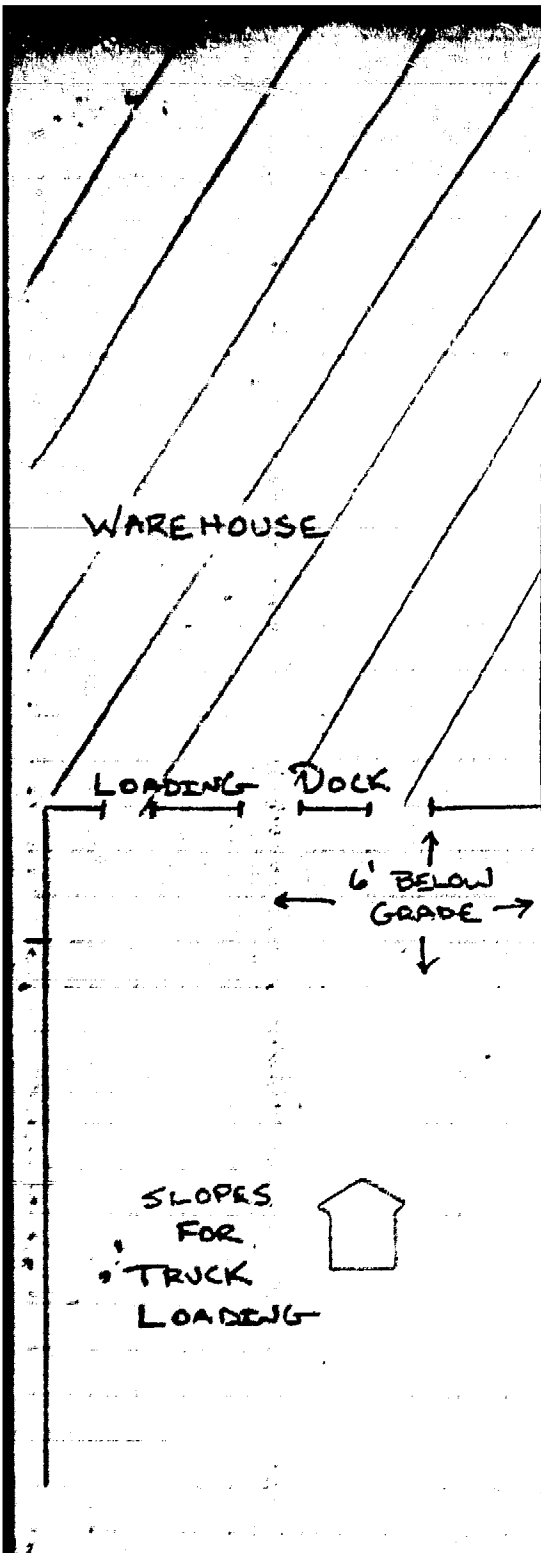 WAREHOUSE
LOADING DOCK
6' BELOW
GRADE
SLOPES
FOR
TRUCK
LOADING